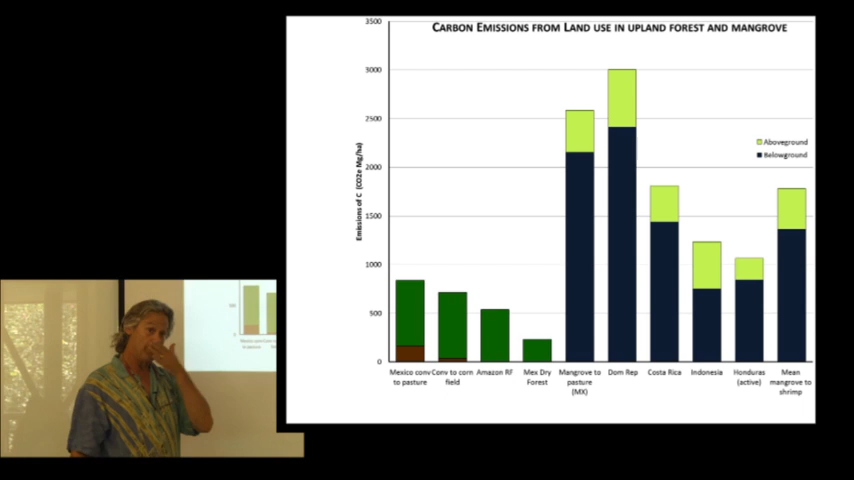 CARBON EMISSIONS FROM LAND USE IN UPLAND FOREST AND MANGROVE
3500
3000
2500
2000
1500
1000
500
0
Emissions of C (CO2e Mg/ha)
Aboveground
Belowground
Mexico conv to pasture
Conv to corn field
Amazon RF
Mex Dry Forest
Mangrove to pasture (MX)
Dom Rep
Costa Rica
Indonesia
Honduras (active)
Mean mangrove to shrimp